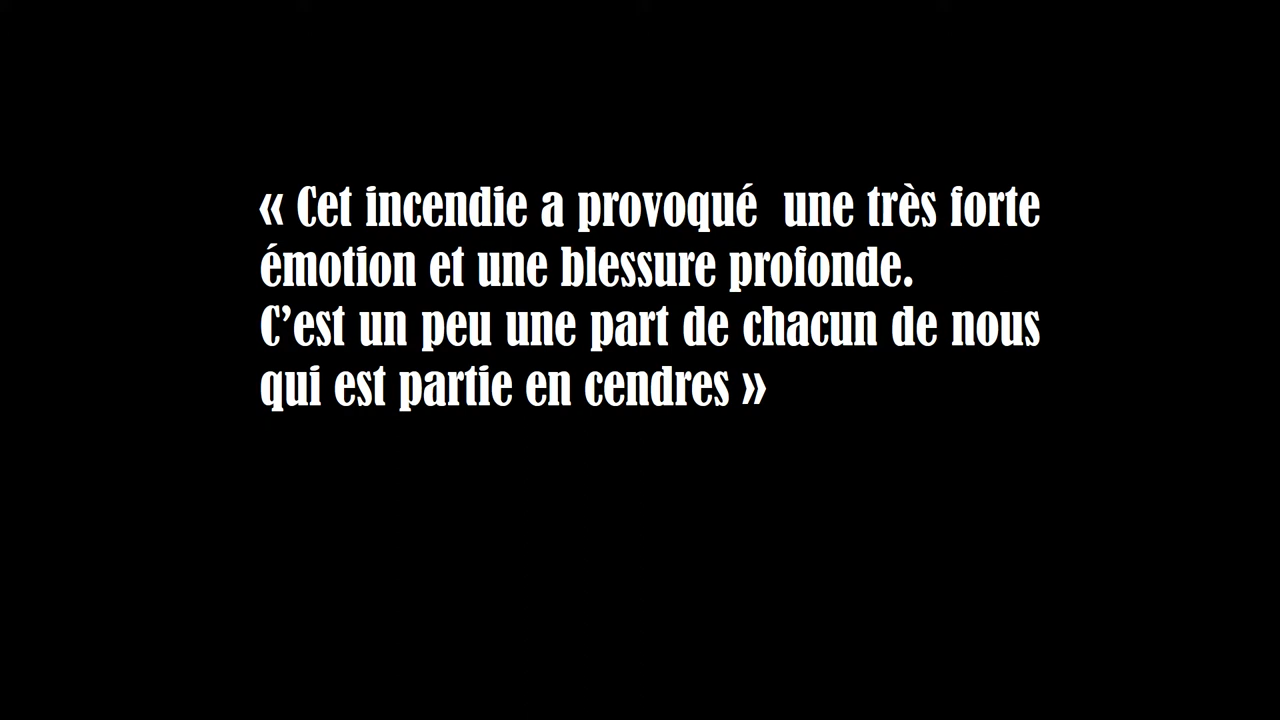 « Cet incendie a provoqué  une très forte
émotion et une blessure profonde.
C’est un peu une part de chacun de nous
qui est partie en cendres »